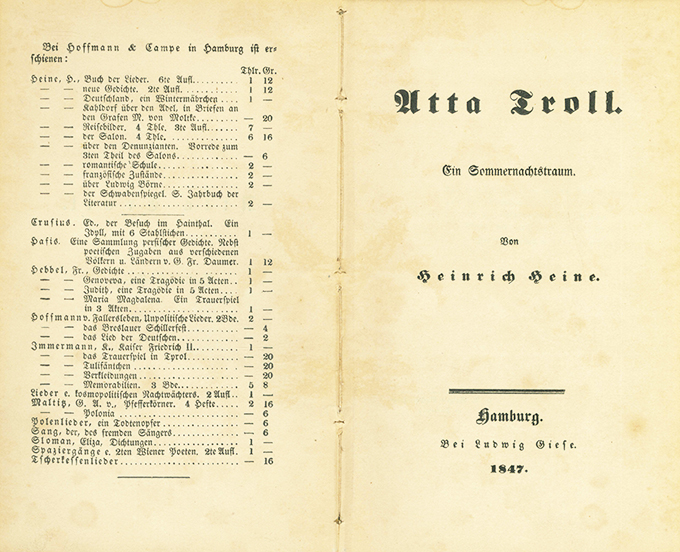 Bei Hoffmann & Campe in Hamburg ist er-
schienen:
Thlr. Gr.
Heine, H., Buch der Lieder. 6te Aufl......... 1 12
— — neue Gedichte. 2te Aufl. ......... 1 12
— — Deutschland, ein Wintermährchen .. 1 —
— — Kahldorf über den Adel, in Briefen an
den Grafen M. von Moltke........ — 20
— — Reisebilder. 4 Thle. 3te Aufl....... 7 —
— — der Salon. 4 Thle. ............... 6 16
— — über den Denunzianten. Vorrede zum
3ten Theil des Salons............. — 6
— — romantische Schule............... 2 —
— — französische Zustände............. 2 —
— — über Ludwig Börne.............. 2 —
— — der Schwabenspiegel. S. Jahrbuch der
Literatur ..................... 2 —
Crusius. Ed., der Besuch im Hainthal. Ein
Idyll, mit 6 Stahlstichen............. 1 —
Hafis. Eine Sammlung persischer Gedichte. Nebst
poetischen Zugaben aus verschiedenen
Völkern u. Ländern v. G. Fr. Daumer. 1 12
Hebbel, Fr., Gedichte..................... 1 —
— — Genoveva, eine Tragödie in 5 Acten.. 1 —
— — Judith, eine Tragödie in 5 Acten.... 1 —
— — Maria Magdalena. Ein Trauerspiel
in 3 Akten................... 1 —
Hoffmann v. Fallersleben, Unpolitische Lieder. 2 Bde. 2 —
— — das Breslauer Schillerfest.......... — 4
— — das Lied der Deutschen........... — 2
Immermann, K., Kaiser Friedrich II......... 1 —
— — das Trauerspiel in Tyrol......... — 20
— — Tulifäntchen ................. — 20
— — Verkleidungen ................ — 20
— — Memorabilien. 3 Bde............ 5 8
Lieder e. kosmopolitischen Nachtwächters. 2 Aufl.. 1 —
Maltitz, G. A. v., Pfefferkörner. 4 Hefte..... 2 16
— — Polonia ..................... — 6
Polenlieder, ein Todtenopfer ............... — 6
Sang, der, des fremden Sängers............ — 6
Sloman, Eliza, Dichtungen................. 1 —
Spaziergänge e. 2ten Wiener Poeten. 2te Aufl. 1 —
Tscherkessenlieder........................ — 16
Atta Troll.
Ein Sommernachtstraum.
Von
Heinrich Heine.
Hamburg.
Bei Ludwig Giese.
1847.